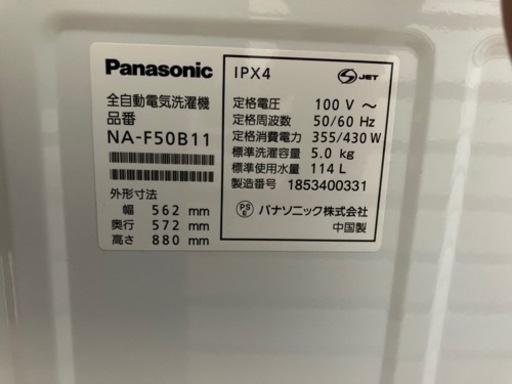 Panasonic
全自動電気洗濯機
品番
NA-F50B11
外形寸法
幅 562 mm
奥行 572 mm
高さ 880 mm
IPX4
S JET
定格電圧 100 V ～
定格周波数 50/60 Hz
定格消費電力 355/430 W
標準洗濯容量 5.0 kg
標準使用水量 114 L
製造番号 1853400331
PS E パナソニック株式会社
中国製